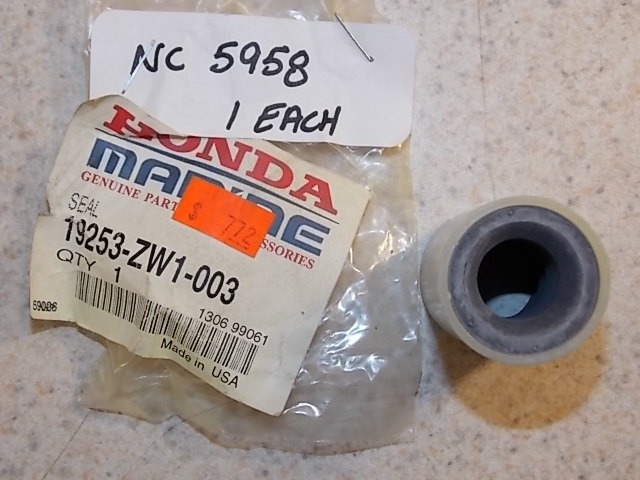 NC 5958
1 EACH
HONDA
MARINE
GENUINE PARTS ACCESSORIES
$ 7.72
SEAL
19253-ZW1-003
QTY 1
1306 99061
59086
Made in USA